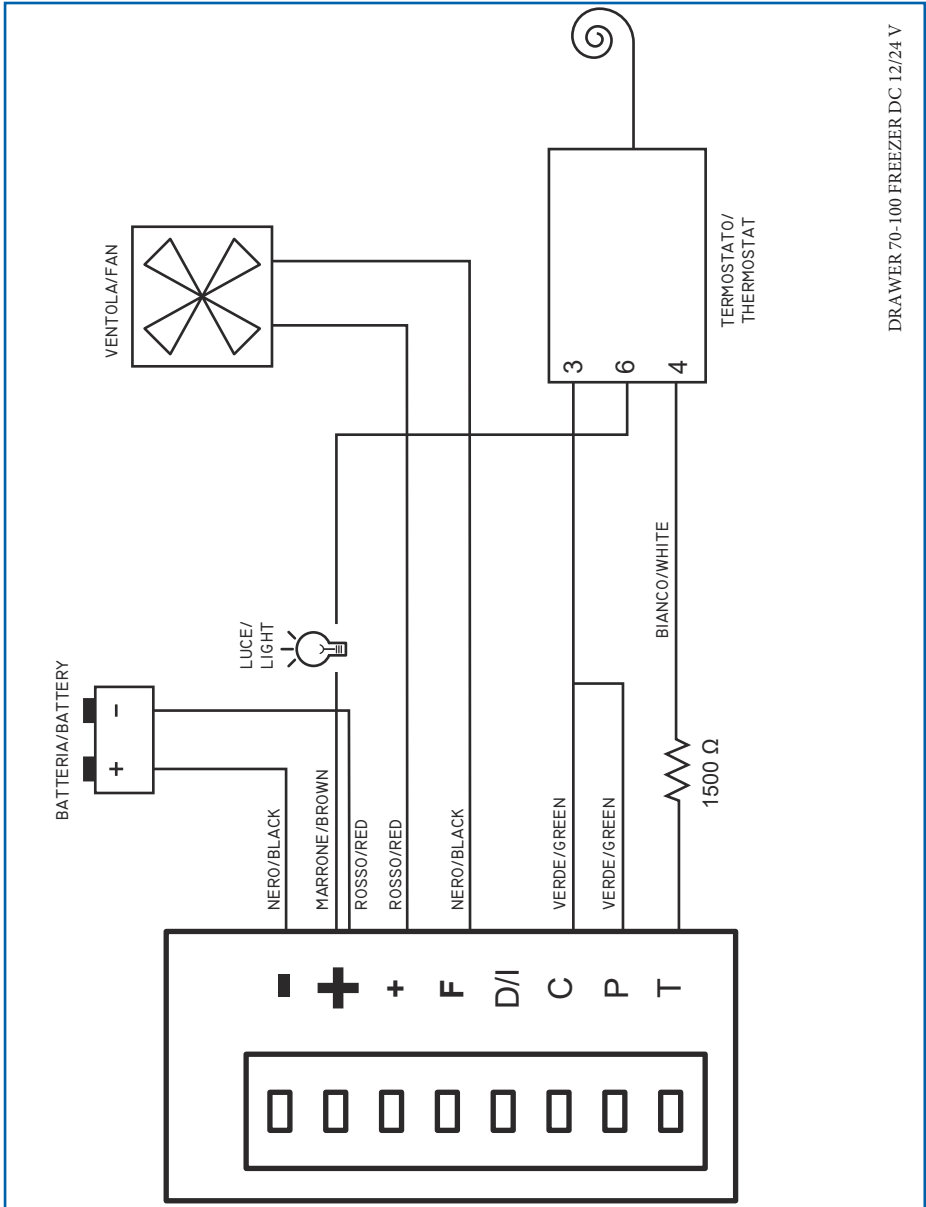 DRAWER 70-100 FREEZER DC 12/24 V
BATTERIA/BATTERY
+ -
VENTOLA/FAN
LUCE/
LIGHT
TERMOSTATO/
THERMOSTAT
3
6
4
NERO/BLACK
MARRONE/BROWN
ROSSO/RED
ROSSO/RED
NERO/BLACK
VERDE/GREEN
VERDE/GREEN
BIANCO/WHITE
1500 Ω
-
+
+
F
D/I
C
P
T